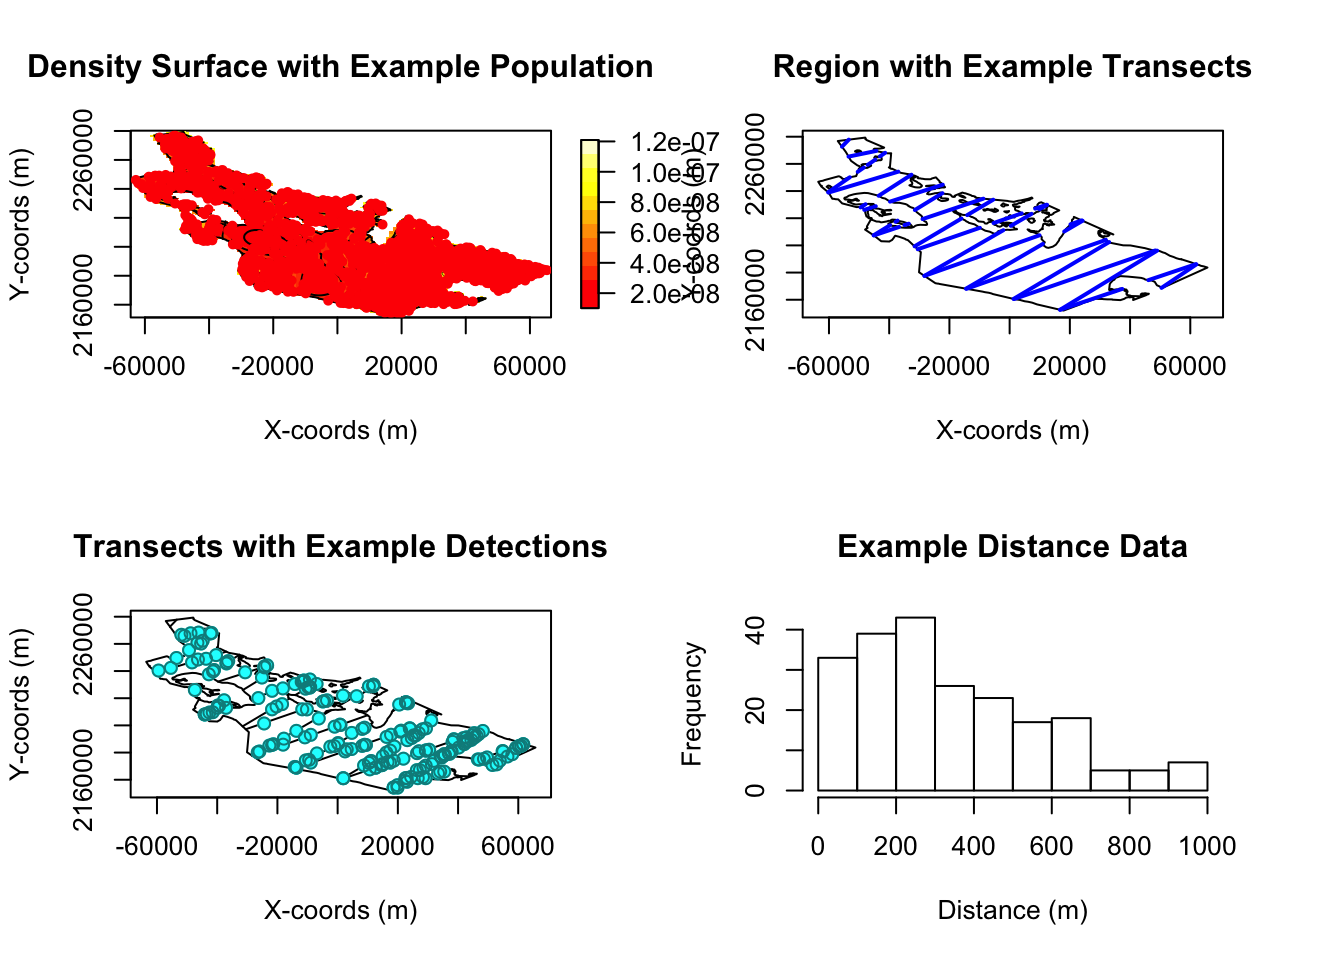 Density Surface with Example Population
Y-coords (m)
2260000
2160000
-60000
-20000
20000
60000
X-coords (m)
1.2e-07
1.0e-07
8.0e-08
6.0e-08
4.0e-08
2.0e-08
Region with Example Transects
Y-coords (m)
2260000
2160000
-60000
-20000
20000
60000
X-coords (m)
Transects with Example Detections
Y-coords (m)
2260000
2160000
-60000
-20000
20000
60000
X-coords (m)
Example Distance Data
Frequency
40
20
0
0
200
400
600
800
1000
Distance (m)